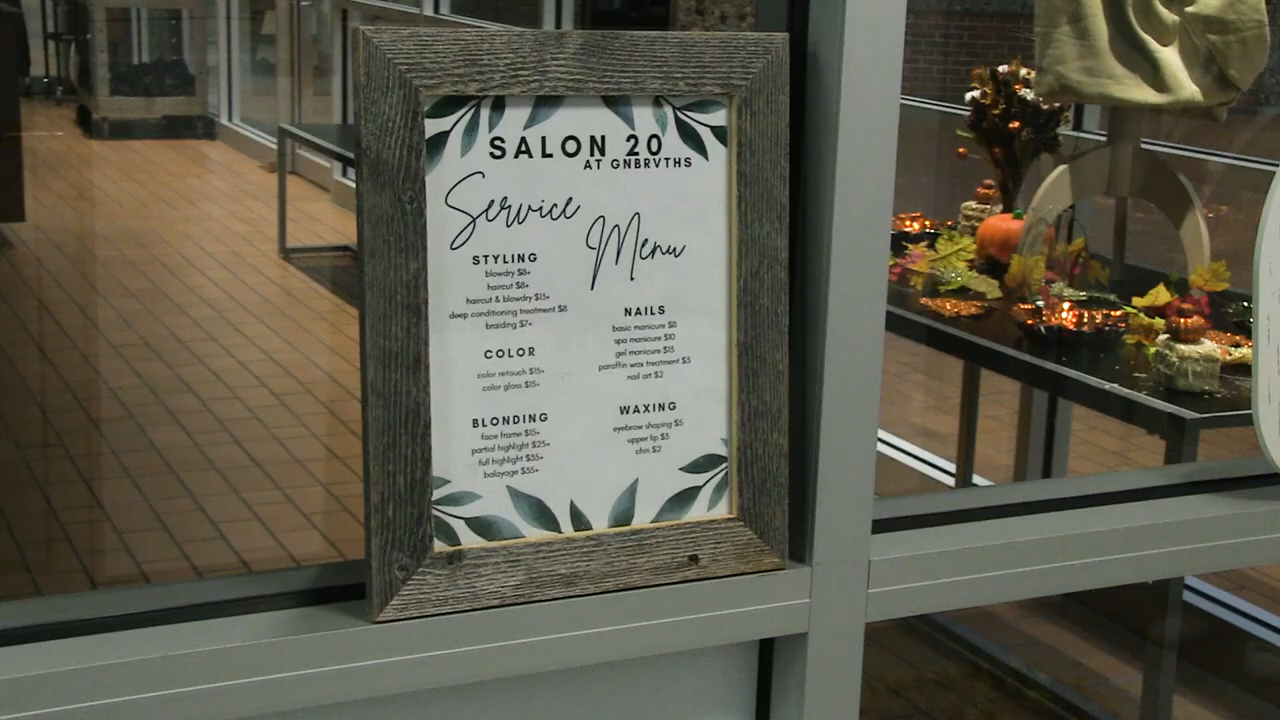 SALON 20
AT GNBRVTHS
Service
Menu
STYLING
blowdry $8+
haircut $8+
haircut & blowdry $15+
deep conditioning treatment $8
braiding $7+
COLOR
color retouch $15+
color gloss $15+
BLONDING
face frame $15+
partial highlight $25+
full highlight $35+
balayage $35+
NAILS
basic manicure $8
spa manicure $10
gel manicure $15
paraffin wax treatment $3
nail art $2
WAXING
eyebrow shaping $5
upper lip $3
chin $2